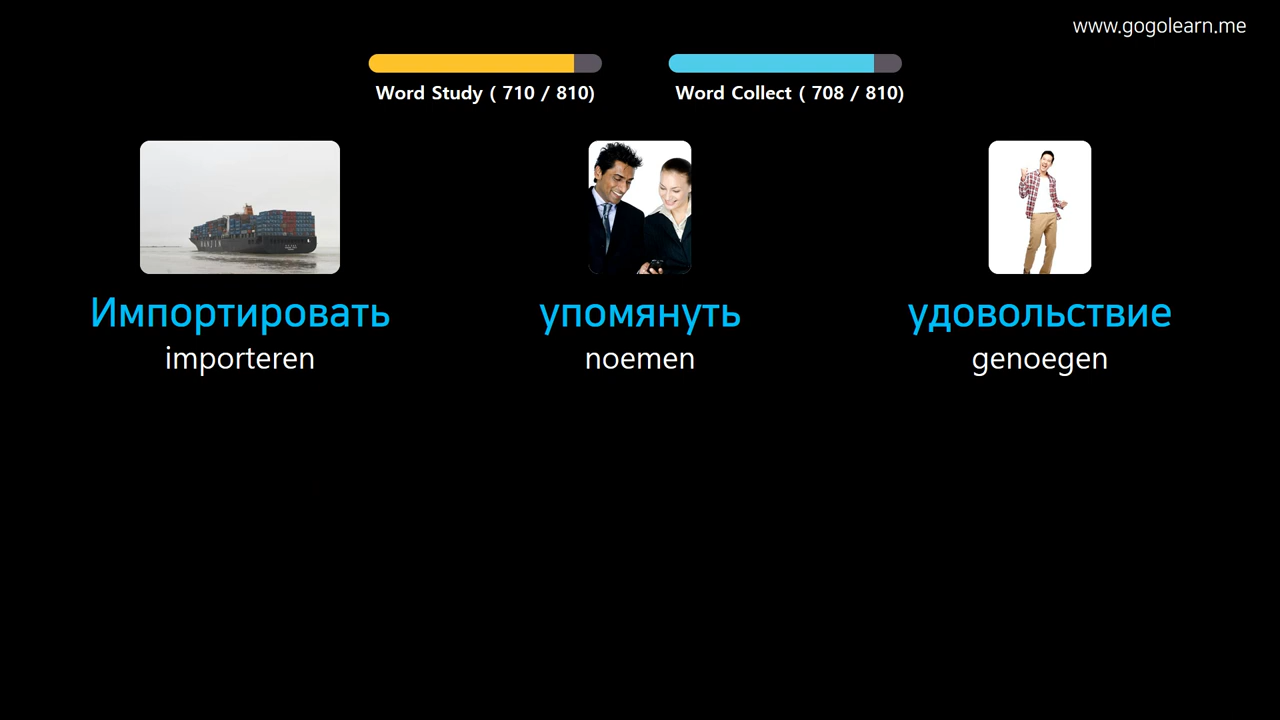 www.gogolearn.me
Word Study ( 710 / 810)
Word Collect ( 708 / 810)
Импортировать
упомянуть
удовольствие
importeren
noemen
genoegen